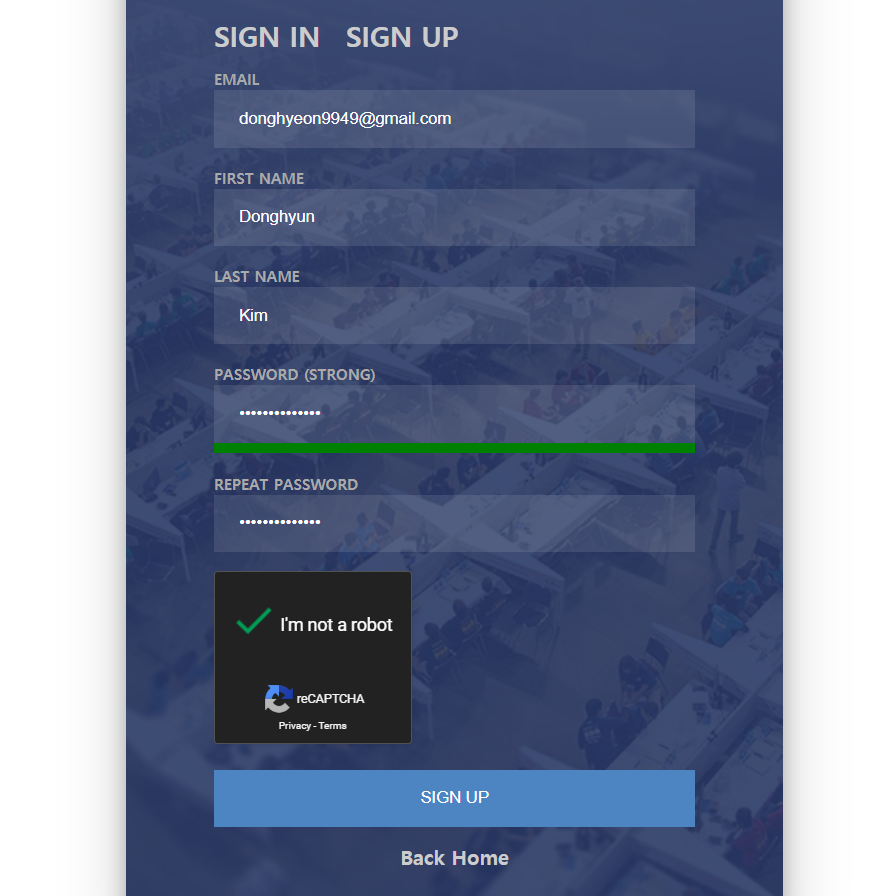 SIGN IN SIGN UP
EMAIL
donghyeon9949@gmail.com
FIRST NAME
Donghyun
LAST NAME
Kim
PASSWORD (STRONG)
••••••••••••••
REPEAT PASSWORD
••••••••••••••
I'm not a robot
reCAPTCHA
Privacy - Terms
SIGN UP
Back Home